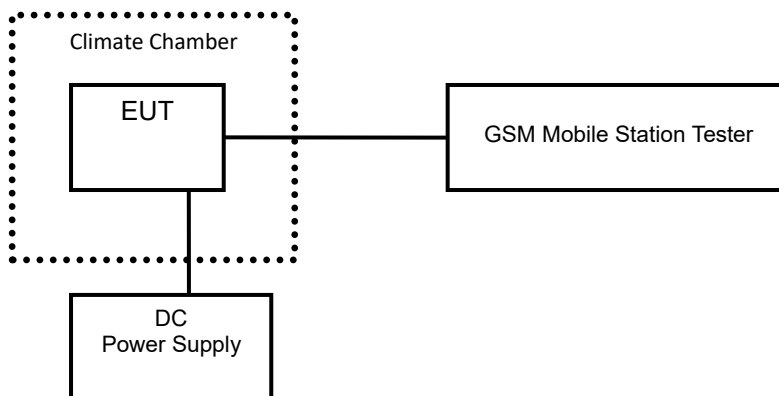 Climate Chamber
EUT
GSM Mobile Station Tester
DC
Power Supply